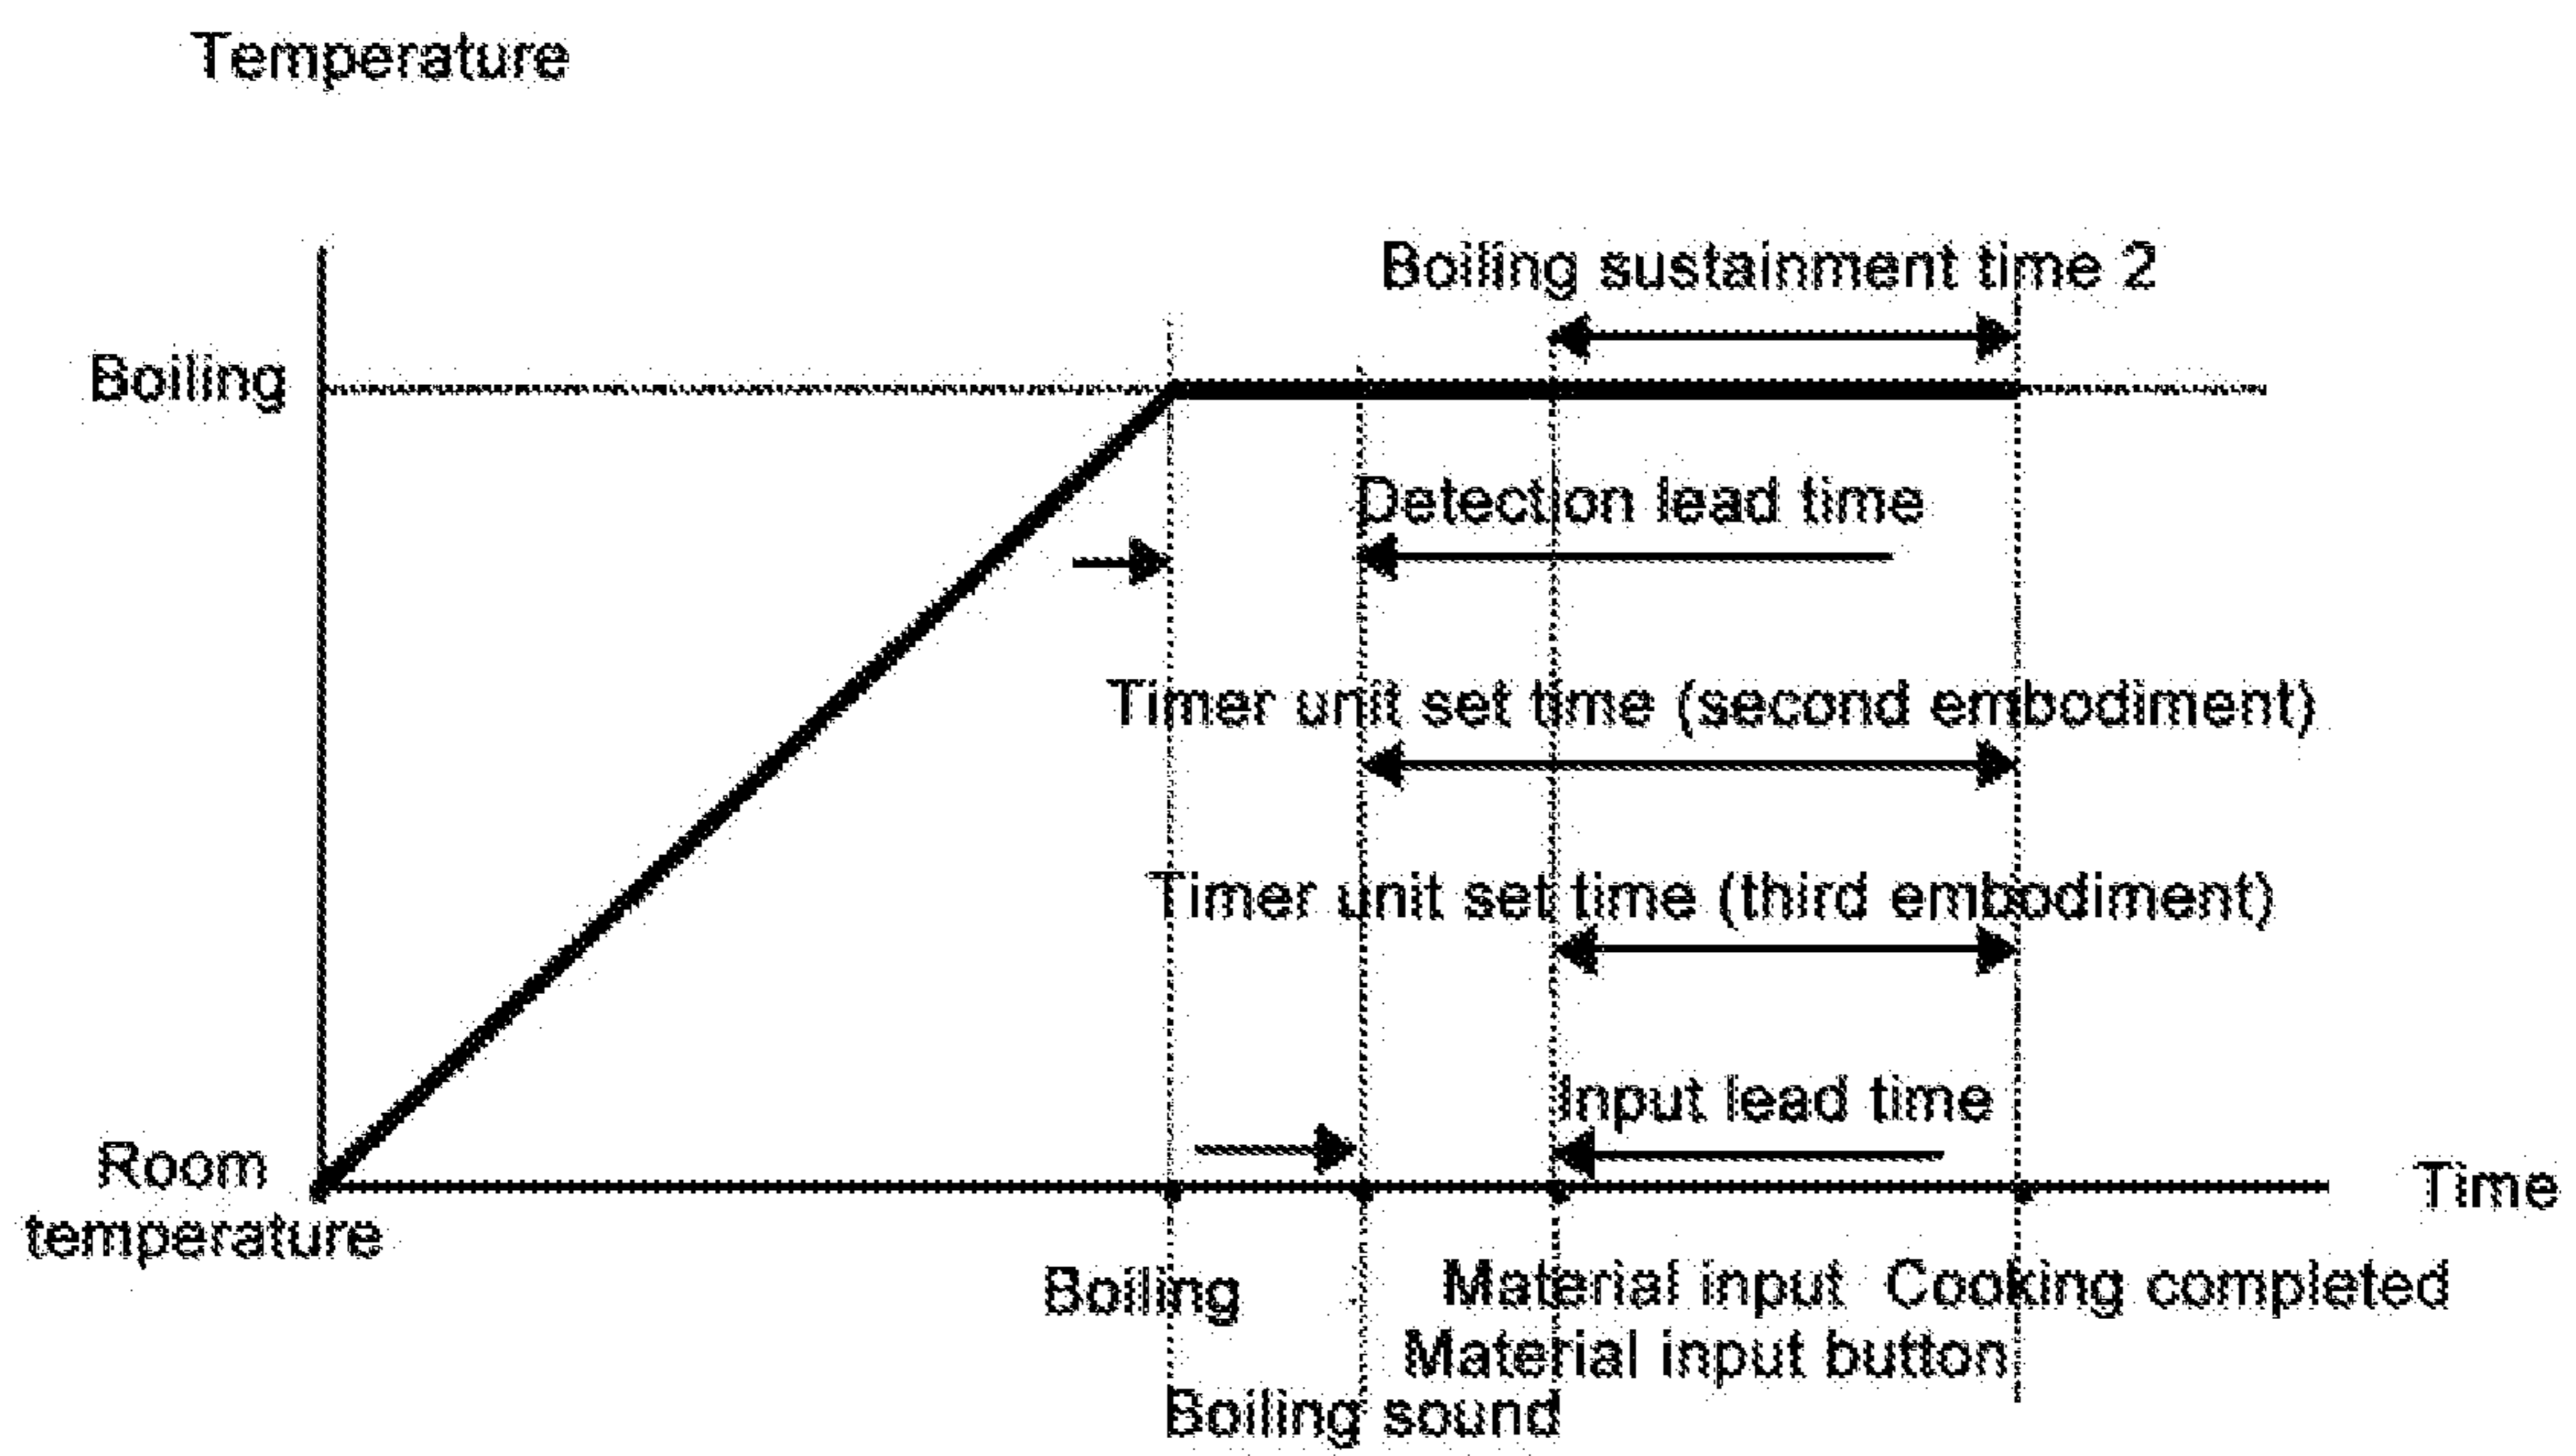 Temperature
Boiling sustainment time 2
Boiling
Detection lead time
Timer unit set time (second embodiment)
Timer unit set time (third embodiment)
Input lead time
Room
temperature
Time
Boiling
Material input Cooking completed
Material input button
Boiling sound